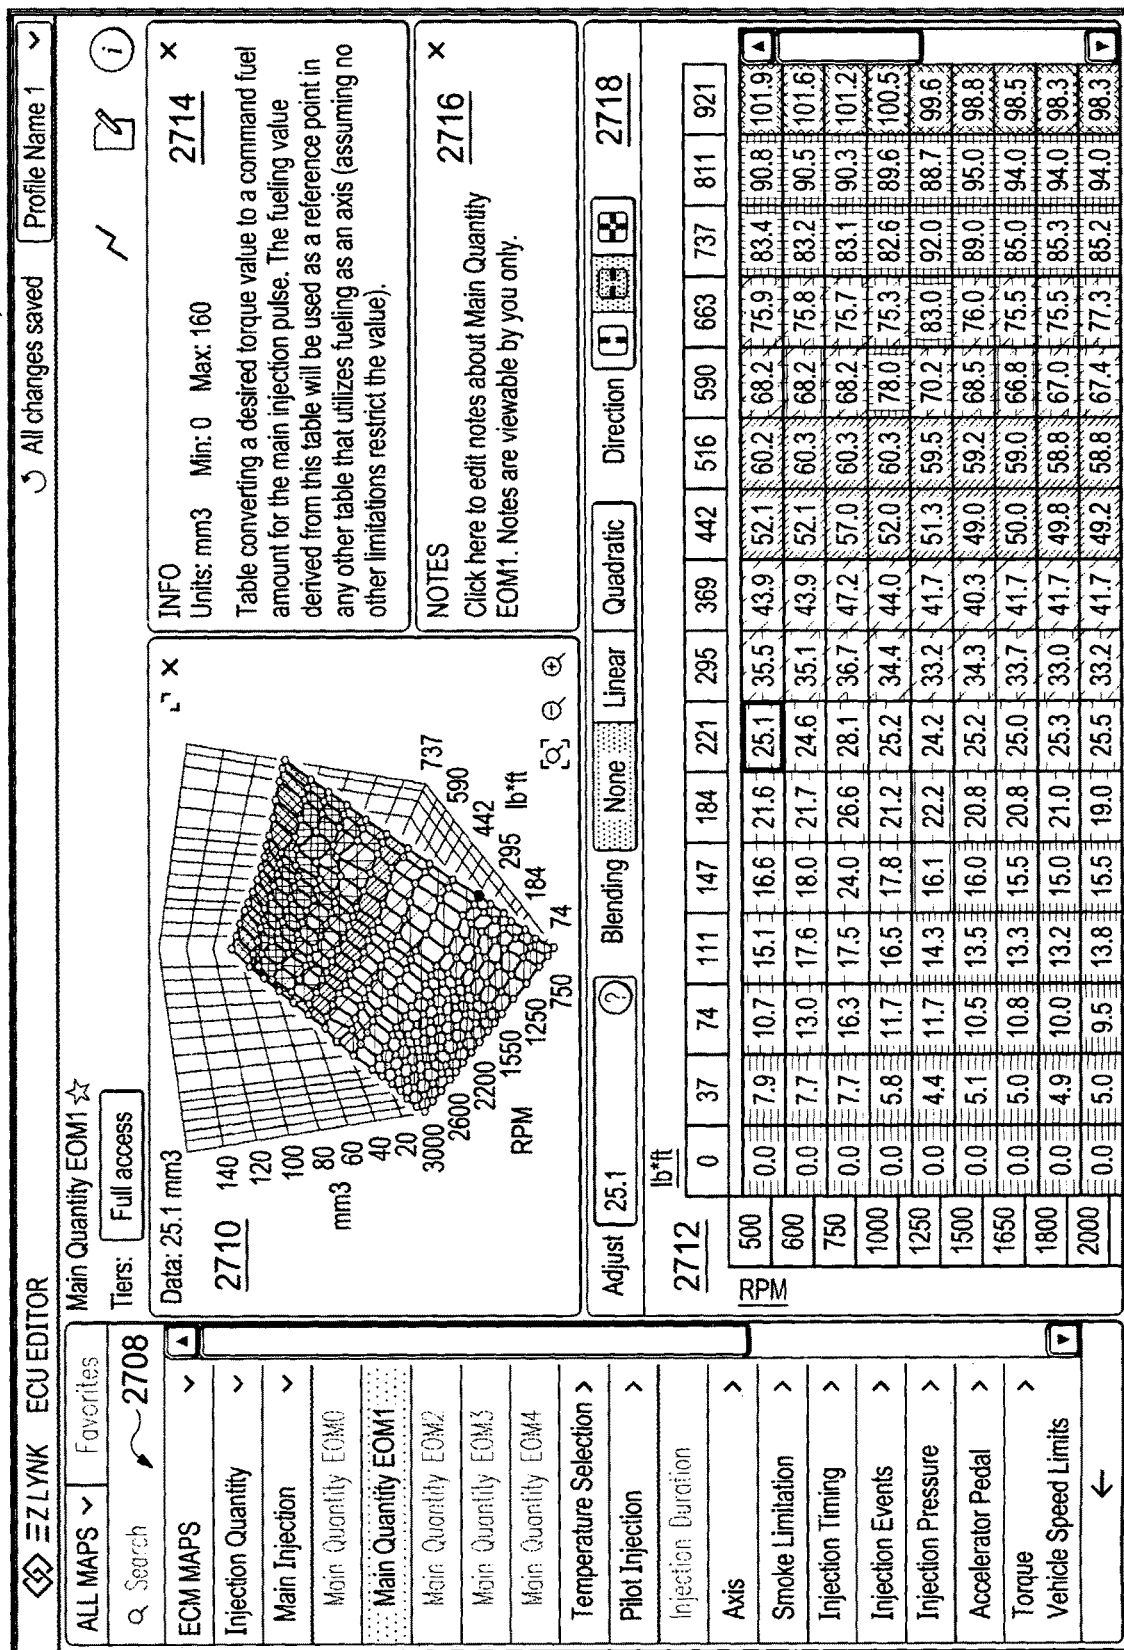 EZ LYNK ECU EDITOR
All changes saved
Profile Name 1
ALL MAPS
Favorites
Search
2708
ECM MAPS
Injection Quantity
Main Injection
Main Quantity EOM0
Main Quantity EOM1
Main Quantity EOM2
Main Quantity EOM3
Main Quantity EOM4
Temperature Selection
Pilot Injection
Injection Duration
Axis
Smoke Limitation
Injection Timing
Injection Events
Injection Pressure
Accelerator Pedal
Torque
Vehicle Speed Limits
Main Quantity EOM1
Tiers: Full access
Data: 25.1 mm3
2710
140
120
100
80
60
40
20
mm3
3000
2600
2200
1550
1250
750
RPM
74
184
295
442
590
737
lb*ft
INFO
2714
Units: mm3 Min: 0 Max: 160
Table converting a desired torque value to a command fuel
amount for the main injection pulse. The fueling value
derived from this table will be used as a reference point in
any other table that utilizes fueling as an axis (assuming no
other limitations restrict the value).
NOTES
2716
Click here to edit notes about Main Quantity
EOM1. Notes are viewable by you only.
Adjust 25.1 ? Blending None Linear Quadratic Direction 2718
2712
lb*ft
RPM
0 37 74 111 147 184 221 295 369 442 516 590 663 737 811 921
500 0.0 7.9 10.7 15.1 16.6 21.6 25.1 35.5 43.9 52.1 60.2 68.2 75.9 83.4 90.8 101.9
600 0.0 7.7 13.0 17.6 18.0 21.7 24.6 35.1 43.9 52.1 60.3 68.2 75.8 83.2 90.5 101.6
750 0.0 7.7 16.3 17.5 24.0 26.6 28.1 36.7 47.2 57.0 60.3 68.2 75.7 83.1 90.3 101.2
1000 0.0 5.8 11.7 16.5 17.8 21.2 25.2 34.4 44.0 52.0 60.3 78.0 75.3 82.6 89.6 100.5
1250 0.0 4.4 11.7 14.3 16.1 22.2 24.2 33.2 41.7 51.3 59.5 70.2 83.0 92.0 88.7 99.6
1500 0.0 5.1 10.5 13.5 16.0 20.8 25.2 34.3 40.3 49.0 59.2 68.5 76.0 89.0 95.0 98.8
1650 0.0 5.0 10.8 13.3 15.5 20.8 25.0 33.7 41.7 50.0 59.0 66.8 75.5 85.0 94.0 98.5
1800 0.0 4.9 10.0 13.2 15.0 21.0 25.3 33.0 41.7 49.8 58.8 67.0 75.5 85.3 94.0 98.3
2000 0.0 5.0 9.5 13.8 15.5 19.0 25.5 33.2 41.7 49.2 58.8 67.4 77.3 85.2 94.0 98.3